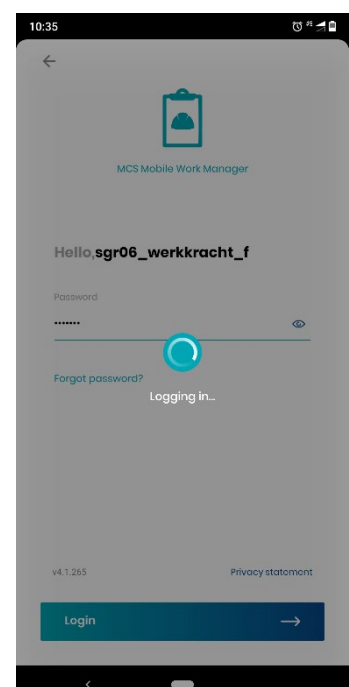 10:35
MCS Mobile Work Manager
Hello,sgr06_werkkracht_f
Password
•••••••
Forgot password?
Logging in...
v4.1.265
Privacy statement
Login